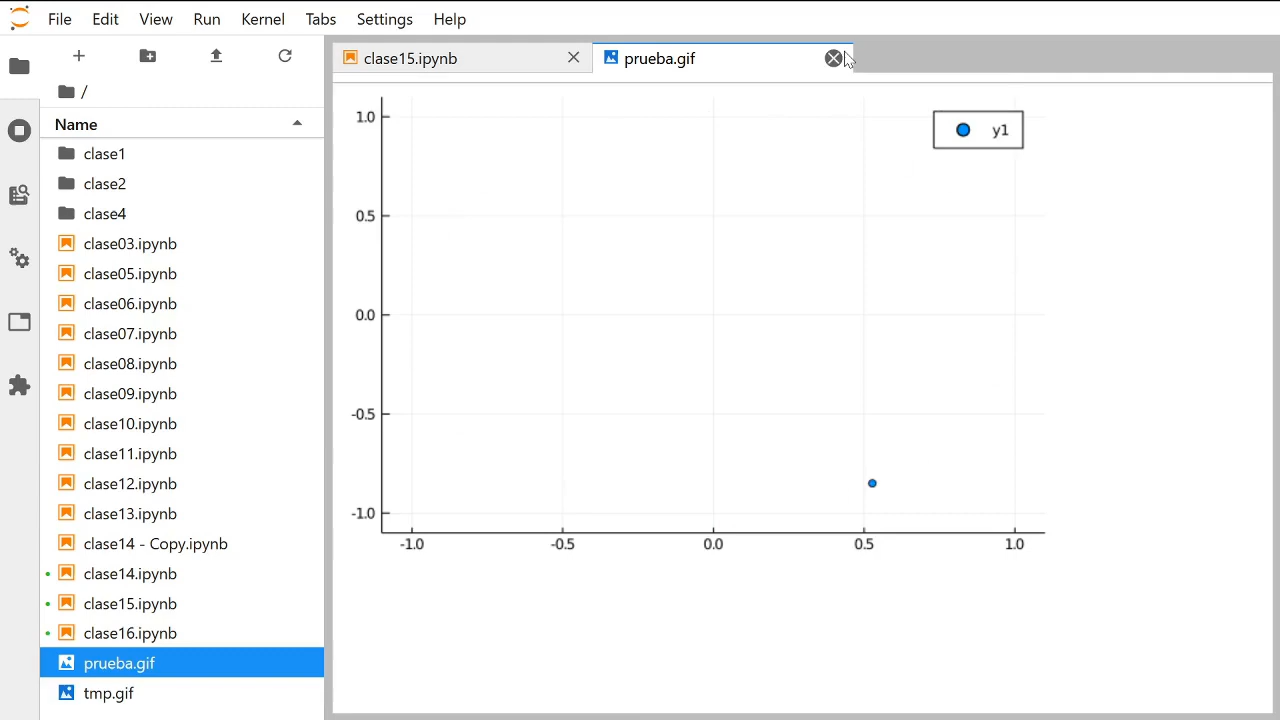 File Edit View Run Kernel Tabs Settings Help
clase15.ipynb
prueba.gif
/
Name
clase1
clase2
clase4
clase03.ipynb
clase05.ipynb
clase06.ipynb
clase07.ipynb
clase08.ipynb
clase09.ipynb
clase10.ipynb
clase11.ipynb
clase12.ipynb
clase13.ipynb
clase14 - Copy.ipynb
clase14.ipynb
clase15.ipynb
clase16.ipynb
prueba.gif
tmp.gif
1.0
0.5
0.0
-0.5
-1.0
-1.0 -0.5 0.0 0.5 1.0
y1